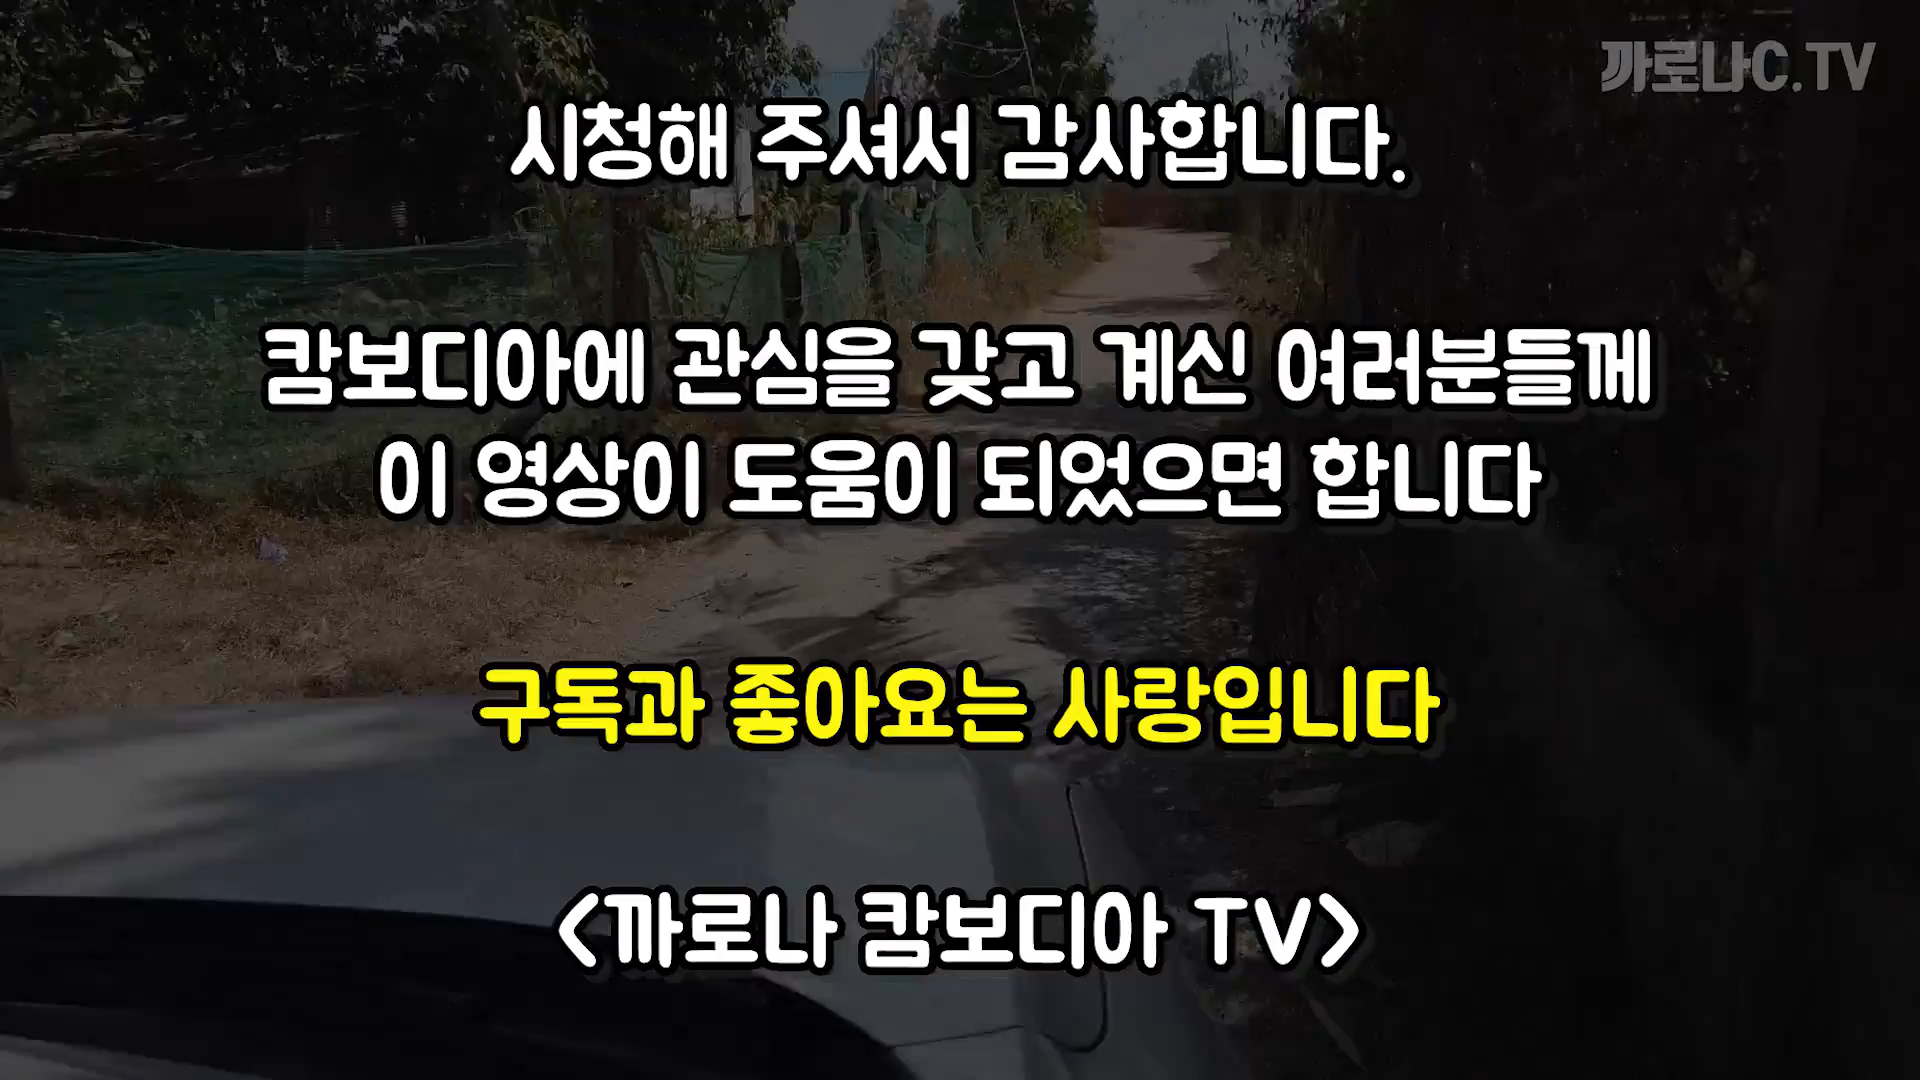 까로나C.TV
시청해 주셔서 감사합니다.
캄보디아에 관심을 갖고 계신 여러분들께
이 영상이 도움이 되었으면 합니다
구독과 좋아요는 사랑입니다
<까로나 캄보디아 TV>